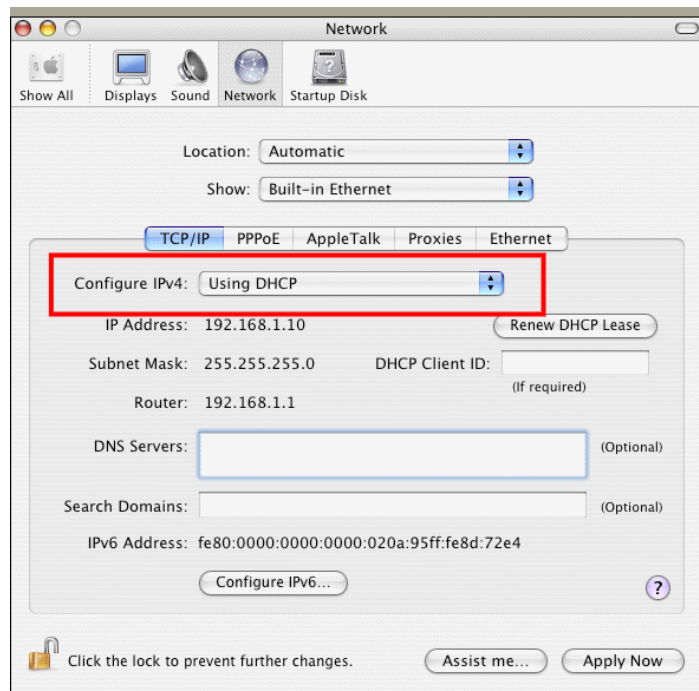 Network
Show All Displays Sound Network Startup Disk
Location: Automatic
Show: Built-in Ethernet
TCP/IP PPPoE AppleTalk Proxies Ethernet
Configure IPv4: Using DHCP
IP Address: 192.168.1.10 Renew DHCP Lease
Subnet Mask: 255.255.255.0 DHCP Client ID:
(If required)
Router: 192.168.1.1
DNS Servers: (Optional)
Search Domains: (Optional)
IPv6 Address: fe80:0000:0000:0000:020a:95ff:fe8d:72e4
Configure IPv6... ?
Click the lock to prevent further changes. Assist me... Apply Now